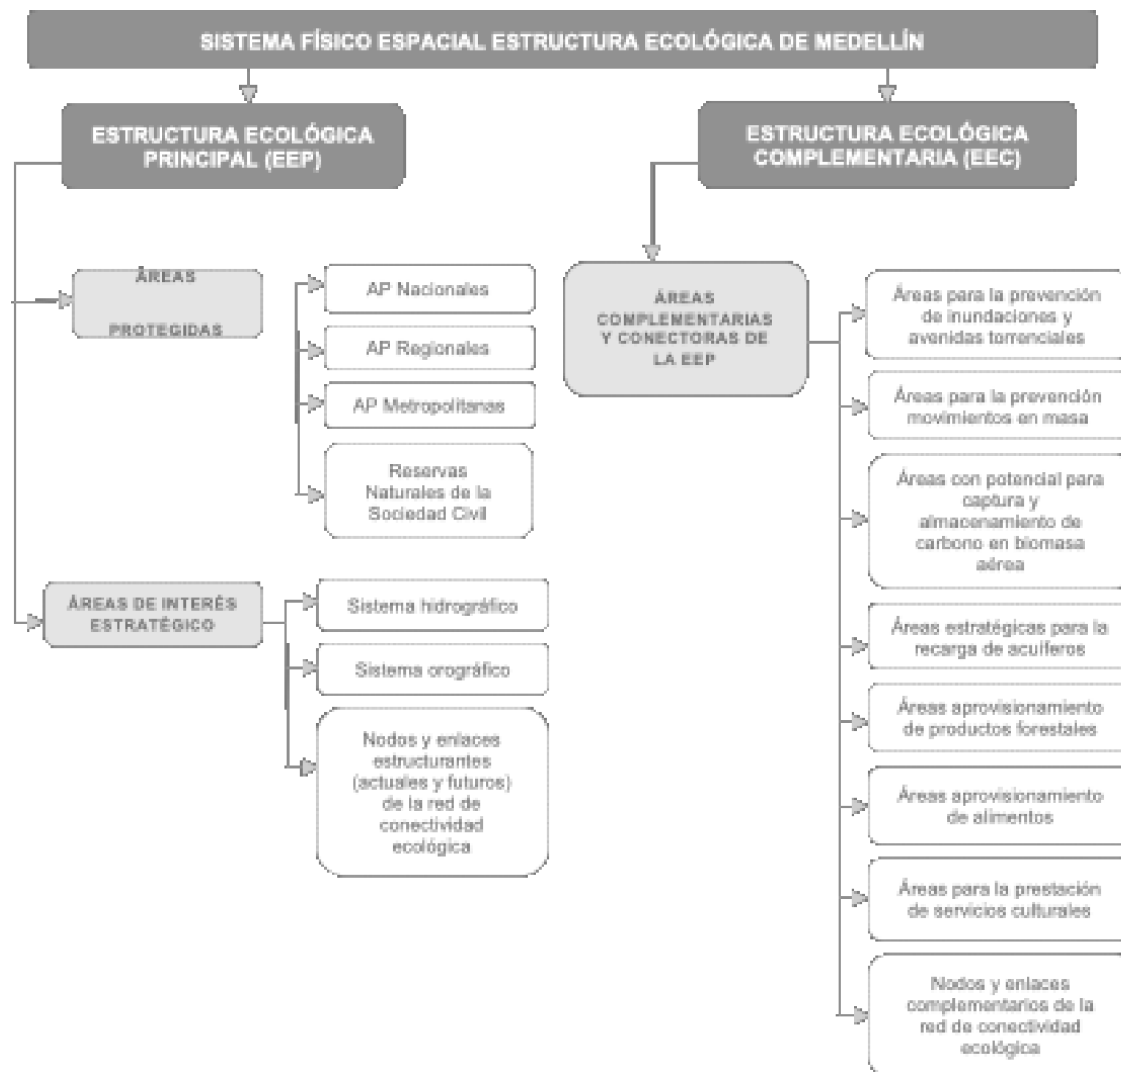 SISTEMA FÍSICO ESPACIAL ESTRUCTURA ECOLÓGICA DE MEDELLÍN
ESTRUCTURA ECOLÓGICA
PRINCIPAL (EEP)
ÁREAS
PROTEGIDAS
AP Nacionales
AP Regionales
AP Metropolitanas
Reservas
Naturales de la
Sociedad Civil
ÁREAS DE INTERÉS
ESTRATÉGICO
Sistema hidrográfico
Sistema orográfico
Nodos y enlaces
estructurantes
(actuales y futuros)
de la red de
conectividad
ecológica
ESTRUCTURA ECOLÓGICA
COMPLEMENTARIA (EEC)
ÁREAS
COMPLEMENTARIAS
Y CONECTORAS DE
LA EEP
Áreas para la prevención
de inundaciones y
avenidas torrenciales
Áreas para la prevención
movimientos en masa
Áreas con potencial para
captura y
almacenamiento de
carbono en biomasa
aérea
Áreas estratégicas para la
recarga de acuíferos
Áreas aprovisionamiento
de productos forestales
Áreas aprovisionamiento
de alimentos
Áreas para la prestación
de servicios culturales
Nodos y enlaces
complementarios de la
red de conectividad
ecológica